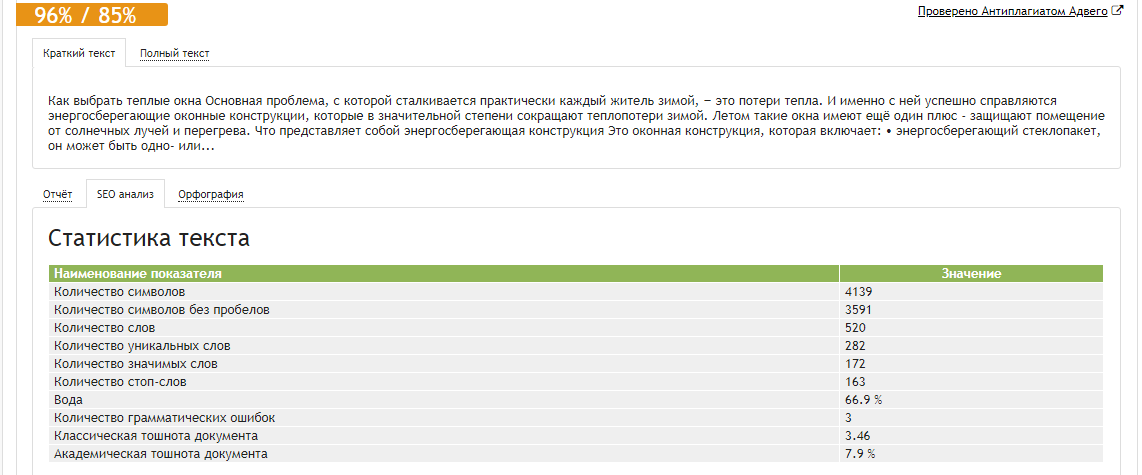 96% / 85%
Проверено Антиплагиатом Адвего
Краткий текст
Полный текст
Как выбрать теплые окна Основная проблема, с которой сталкивается практически каждый житель зимой, – это потери тепла. И именно с ней успешно справляются
энергосберегающие оконные конструкции, которые в значительной степени сокращают теплопотери зимой. Летом такие окна имеют ещё один плюс - защищают помещение
от солнечных лучей и перегрева. Что представляет собой энергосберегающая конструкция Это оконная конструкция, которая включает: • энергосберегающий стеклопакет,
он может быть одно- или...
Отчёт
SEO анализ
Орфография
Статистика текста
Наименование показателя Значение
Количество символов 4139
Количество символов без пробелов 3591
Количество слов 520
Количество уникальных слов 282
Количество значимых слов 172
Количество стоп-слов 163
Вода 66.9 %
Количество грамматических ошибок 3
Классическая тошнота документа 3.46
Академическая тошнота документа 7.9 %